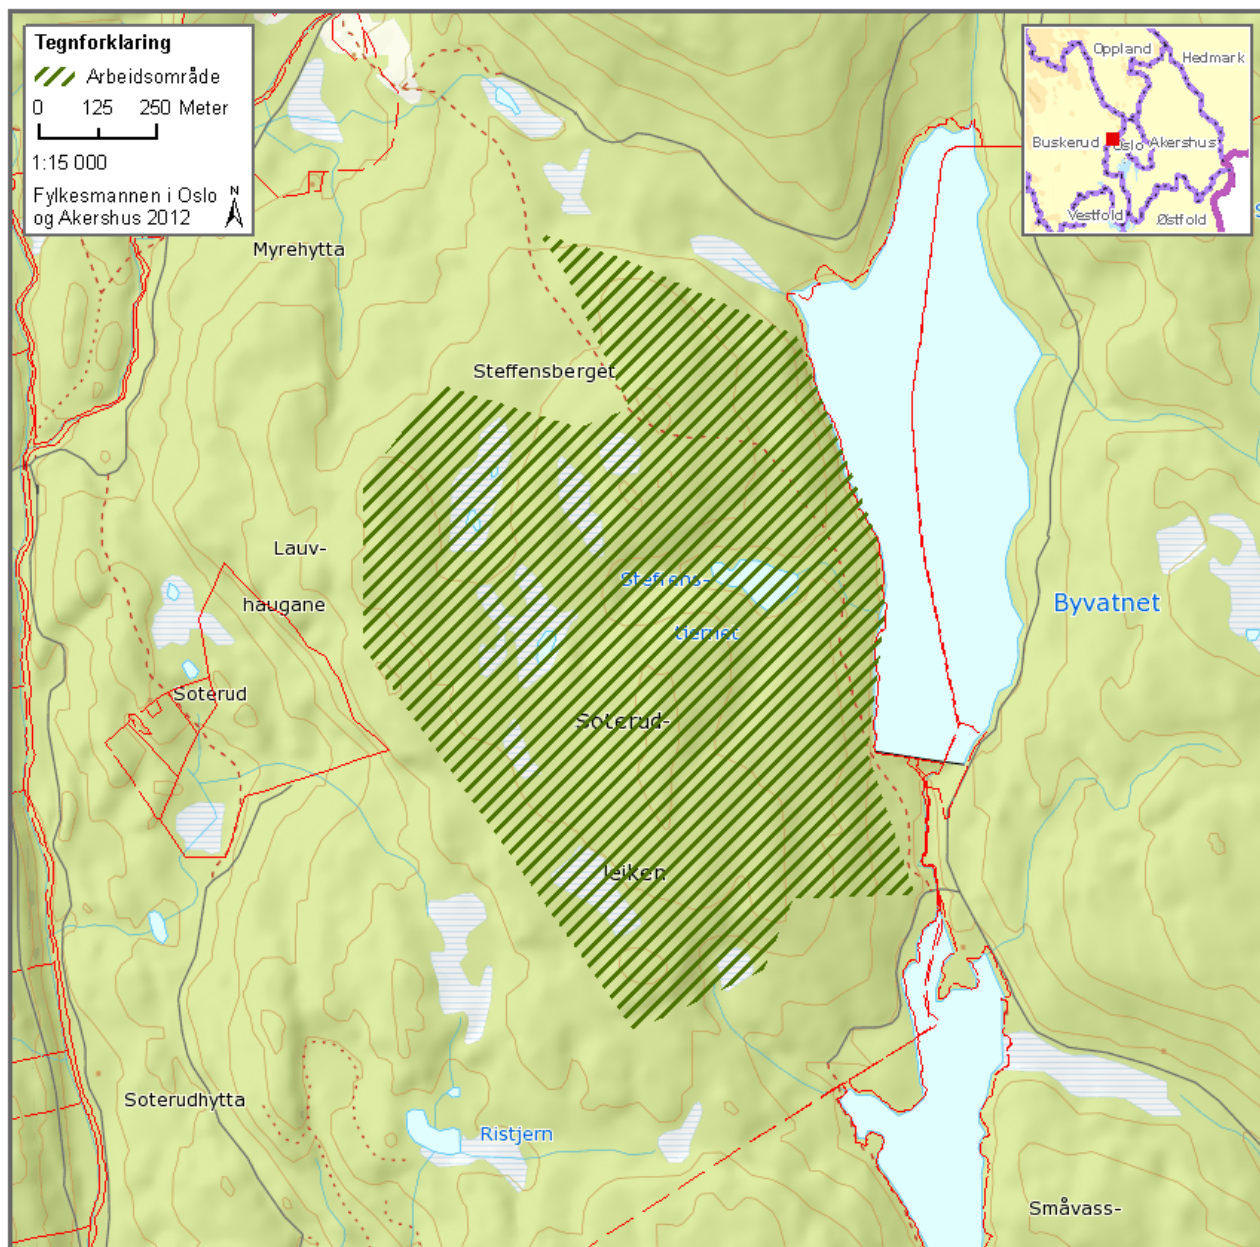 Tegnforklaring
Arbeidsområde
0 125 250 Meter
1:15 000
Fylkesmannen i Oslo
og Akershus 2012
N
Oppland
Hedmark
Buskerud
Oslo
Akershus
Vestfold
Østfold
Myrehytta
Steffensberget
Lauv-
haugane
Steffens-
tjernet
Byvatnet
Soterud
Soterud-
leiken
Soterudhytta
Ristjern
Småvass-